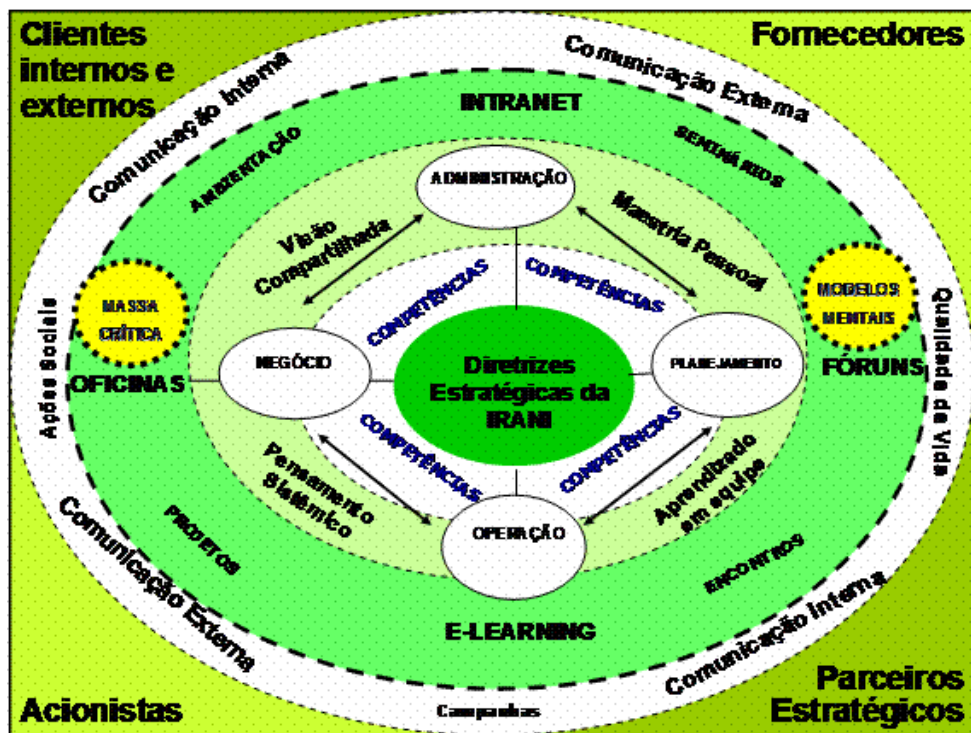 Clientes
internos e
externos
Fornecedores
Comunicação Interna
Comunicação Externa
INTRANET
AMBIENTAÇÃO
SEMINÁRIOS
ADMINISTRAÇÃO
Visão
Compartilhada
Maestria Pessoal
COMPETÊNCIAS
COMPETÊNCIAS
MASSA
CRÍTICA
MODELOS
MENTAIS
Ações Sociais
OFICINAS
NEGÓCIO
Diretrizes
Estratégicas da
IRANI
PLANEJAMENTO
FÓRUNS
Qualidade de Vida
COMPETÊNCIAS
COMPETÊNCIAS
Pensamento
Sistêmico
Aprendizado
em equipe
OPERAÇÃO
PROJETOS
ENCONTROS
E-LEARNING
Comunicação Externa
Comunicação Interna
Campanhas
Acionistas
Parceiros
Estratégicos